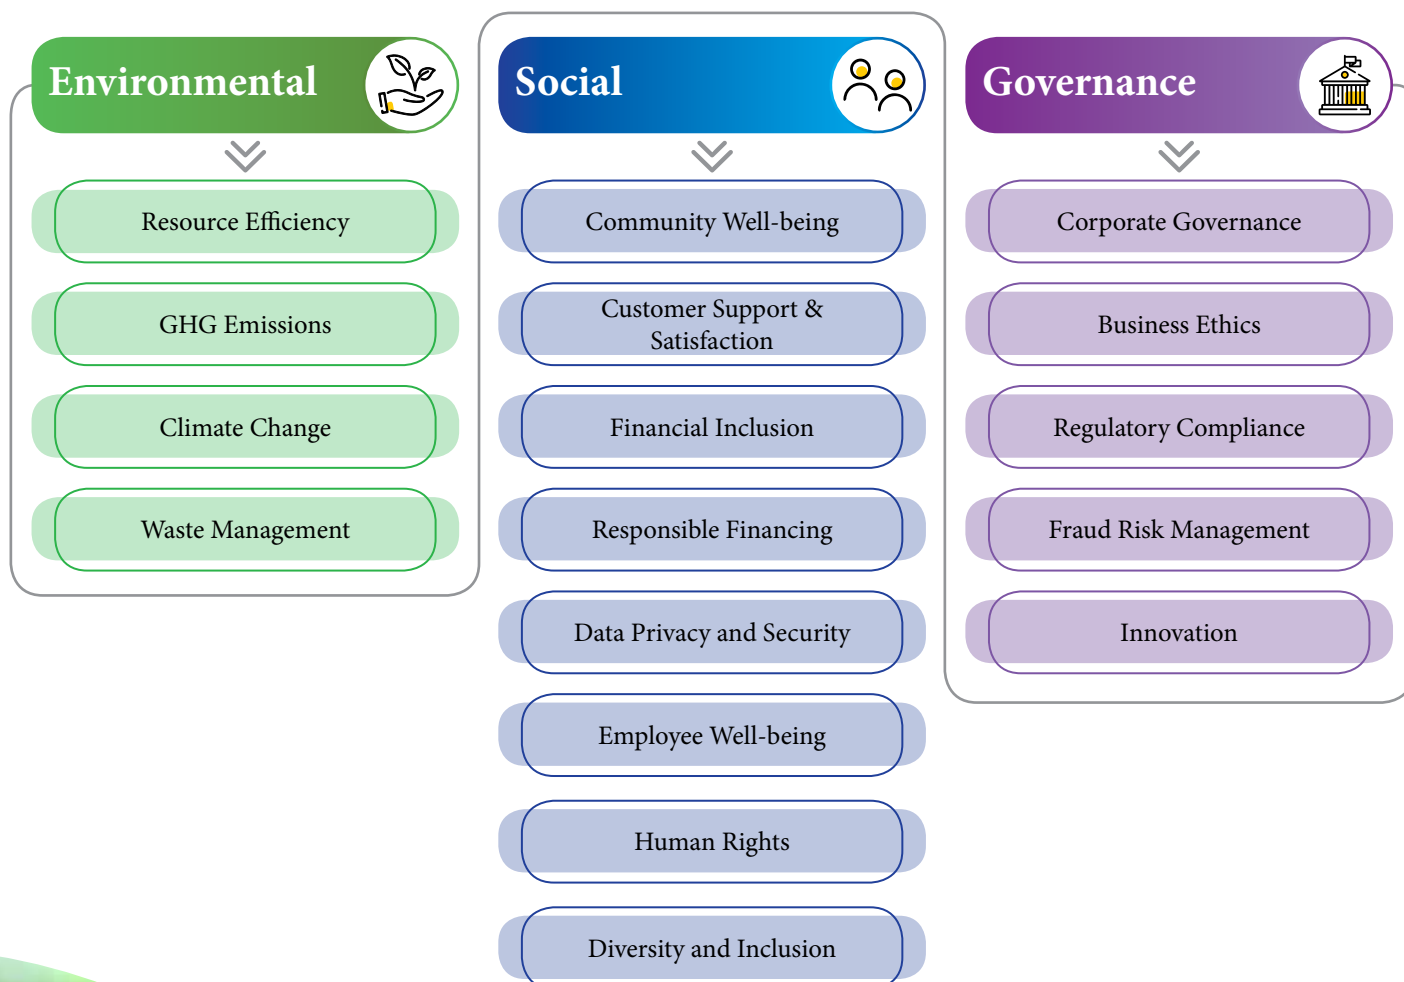 Environmental
Resource Efficiency
GHG Emissions
Climate Change
Waste Management
Social
Community Well-being
Customer Support &
Satisfaction
Financial Inclusion
Responsible Financing
Data Privacy and Security
Employee Well-being
Human Rights
Diversity and Inclusion
Governance
Corporate Governance
Business Ethics
Regulatory Compliance
Fraud Risk Management
Innovation